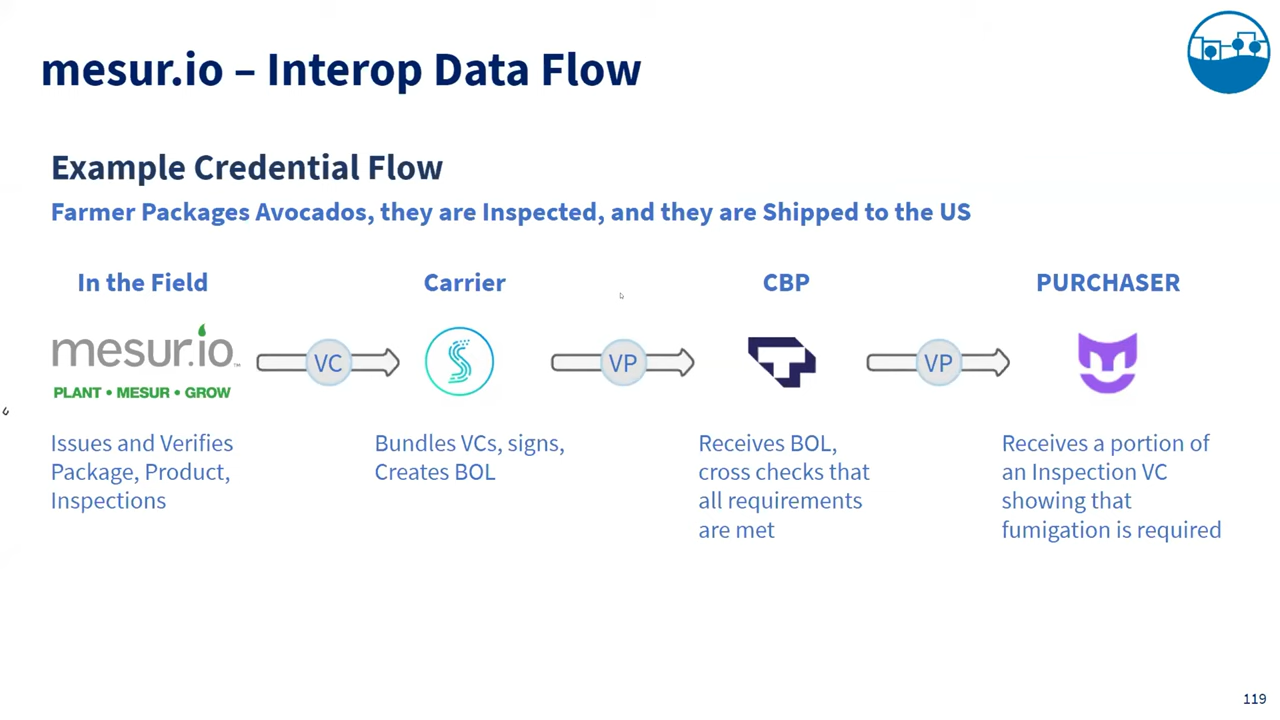 mesur.io – Interop Data Flow
Example Credential Flow
Farmer Packages Avocados, they are Inspected, and they are Shipped to the US
In the Field
Carrier
CBP
PURCHASER
mesur.io™
PLANT • MESUR • GROW
VC
VP
VP
Issues and Verifies
Package, Product,
Inspections
Bundles VCs, signs,
Creates BOL
Receives BOL,
cross checks that
all requirements
are met
Receives a portion of
an Inspection VC
showing that
fumigation is required
119